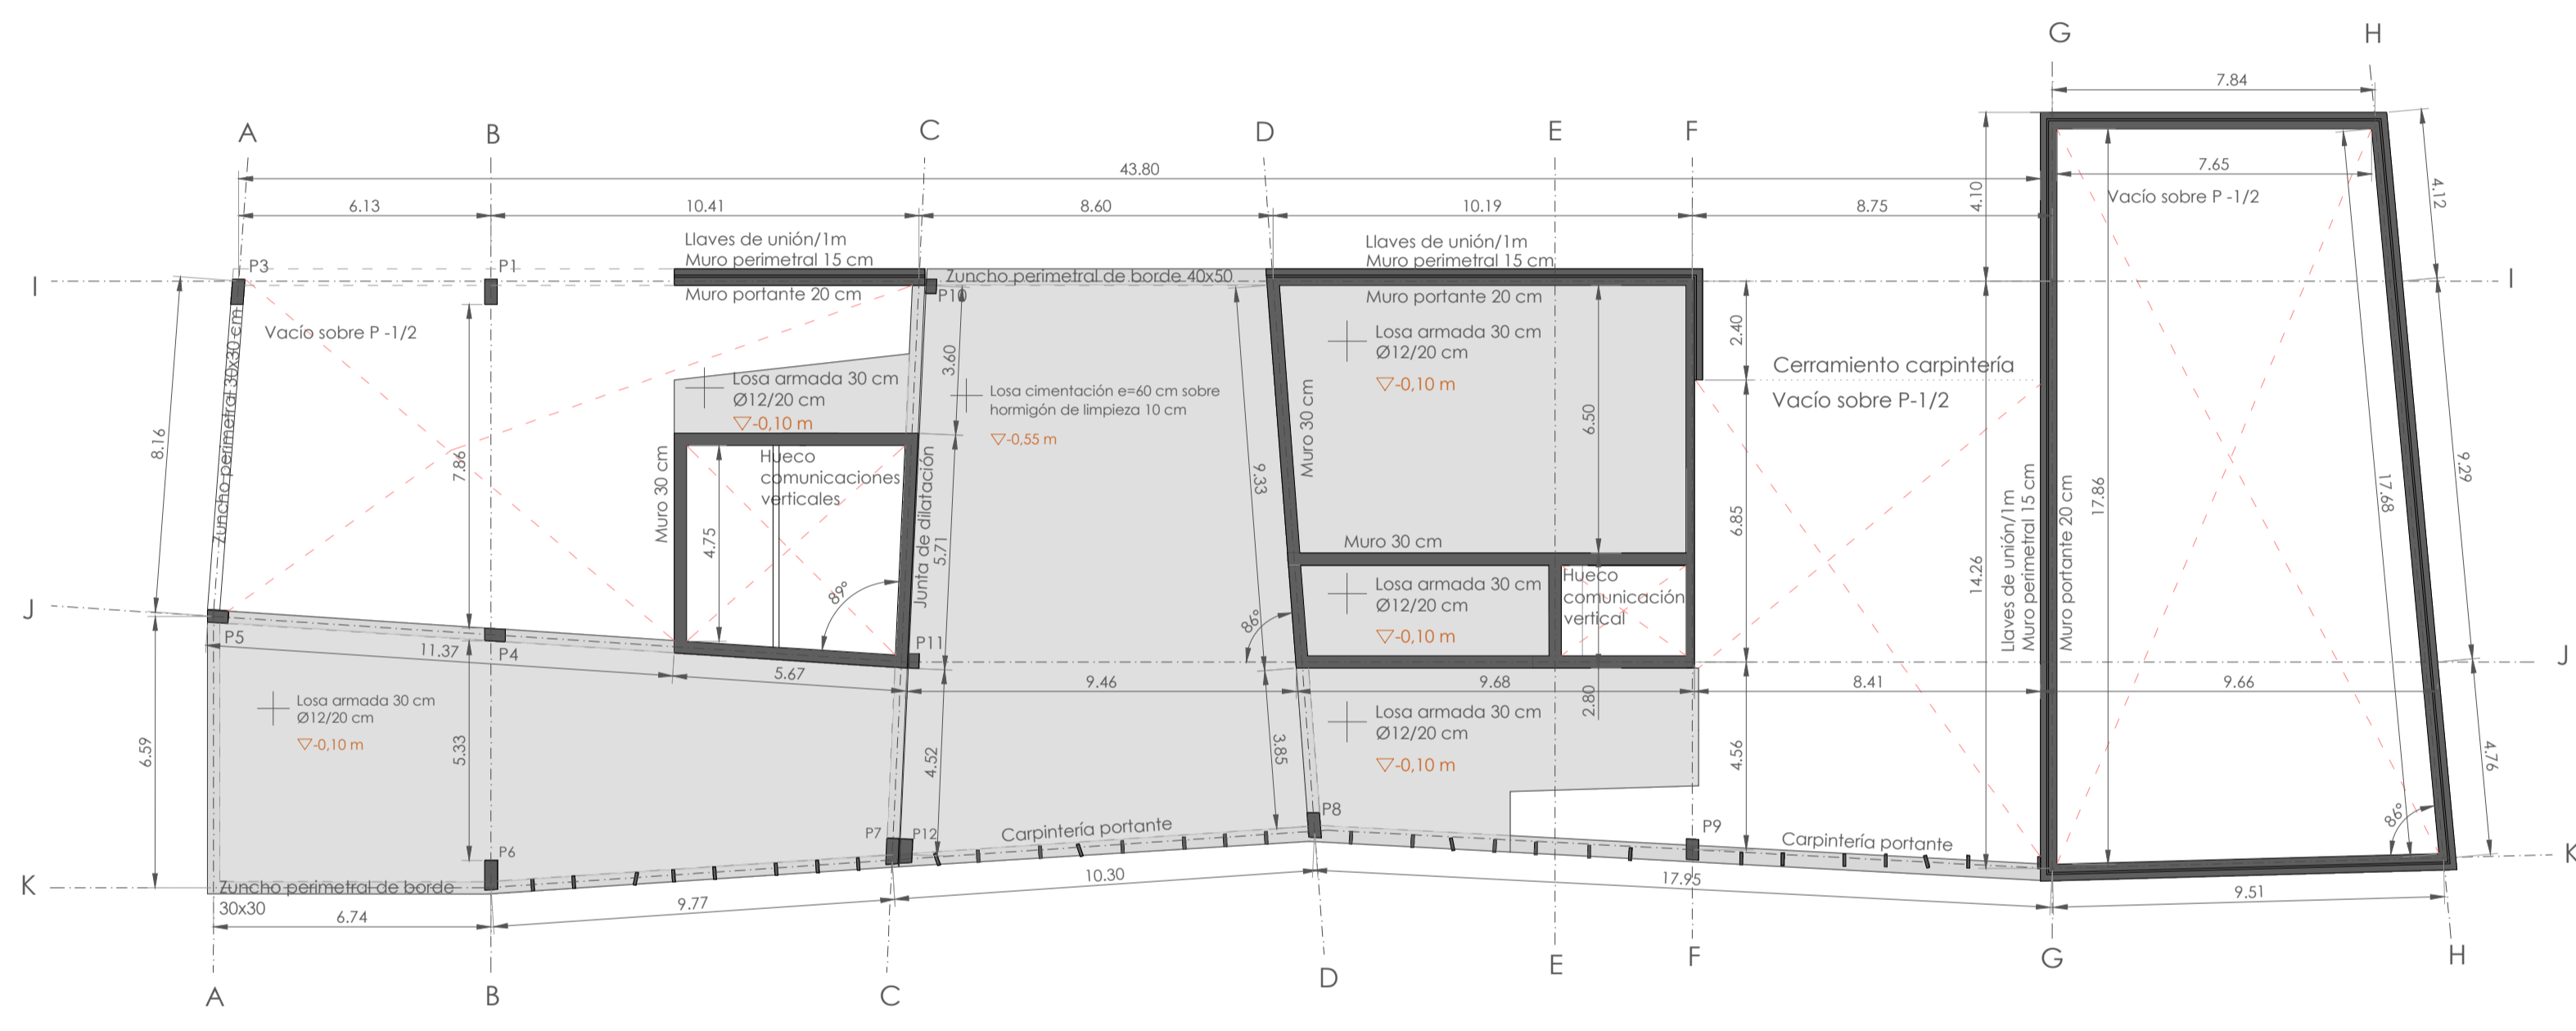 G
H
7.84
A
B
C
D
E
F
43.80
7.65
4.10
4.12
Vacío sobre P -1/2
6.13
10.41
8.60
10.19
8.75
Llaves de unión/1m
Muro perimetral 15 cm
Llaves de unión/1m
Muro perimetral 15 cm
P3
P1
Zuncho perimetral de borde 40x50
I
I
Muro portante 20 cm
P10
Muro portante 20 cm
Vacío sobre P -1/2
Losa armada 30 cm
Ø12/20 cm
-0,10 m
2.40
Cerramiento carpintería
Vacío sobre P-1/2
Zuncho perimetral 30x30 cm
3.60
Losa armada 30 cm
Ø12/20 cm
-0,10 m
Losa cimentación e=60 cm sobre
hormigón de limpieza 10 cm
-0,55 m
Muro 30 cm
6.50
8.16
7.86
Muro 30 cm
Hueco
comunicaciones
verticales
4.75
89°
Junta de dilatación
5.71
9.33
6.85
14.26
Llaves de unión/1m
Muro perimetral 15 cm
Muro portante 20 cm
17.86
17.68
9.29
Muro 30 cm
Losa armada 30 cm
Ø12/20 cm
-0,10 m
Hueco
comunicación
vertical
86°
J
P5
P4
P11
J
11.37
5.67
9.46
9.68
8.41
9.66
Losa armada 30 cm
Ø12/20 cm
-0,10 m
2.80
Losa armada 30 cm
Ø12/20 cm
-0,10 m
6.59
5.33
4.52
3.85
4.56
4.76
86°
P8
P7
P12
Carpintería portante
P9
Carpintería portante
P6
K
K
Zuncho perimetral de borde
30x30
6.74
9.77
10.30
17.95
9.51
A
B
C
D
E
F
G
H